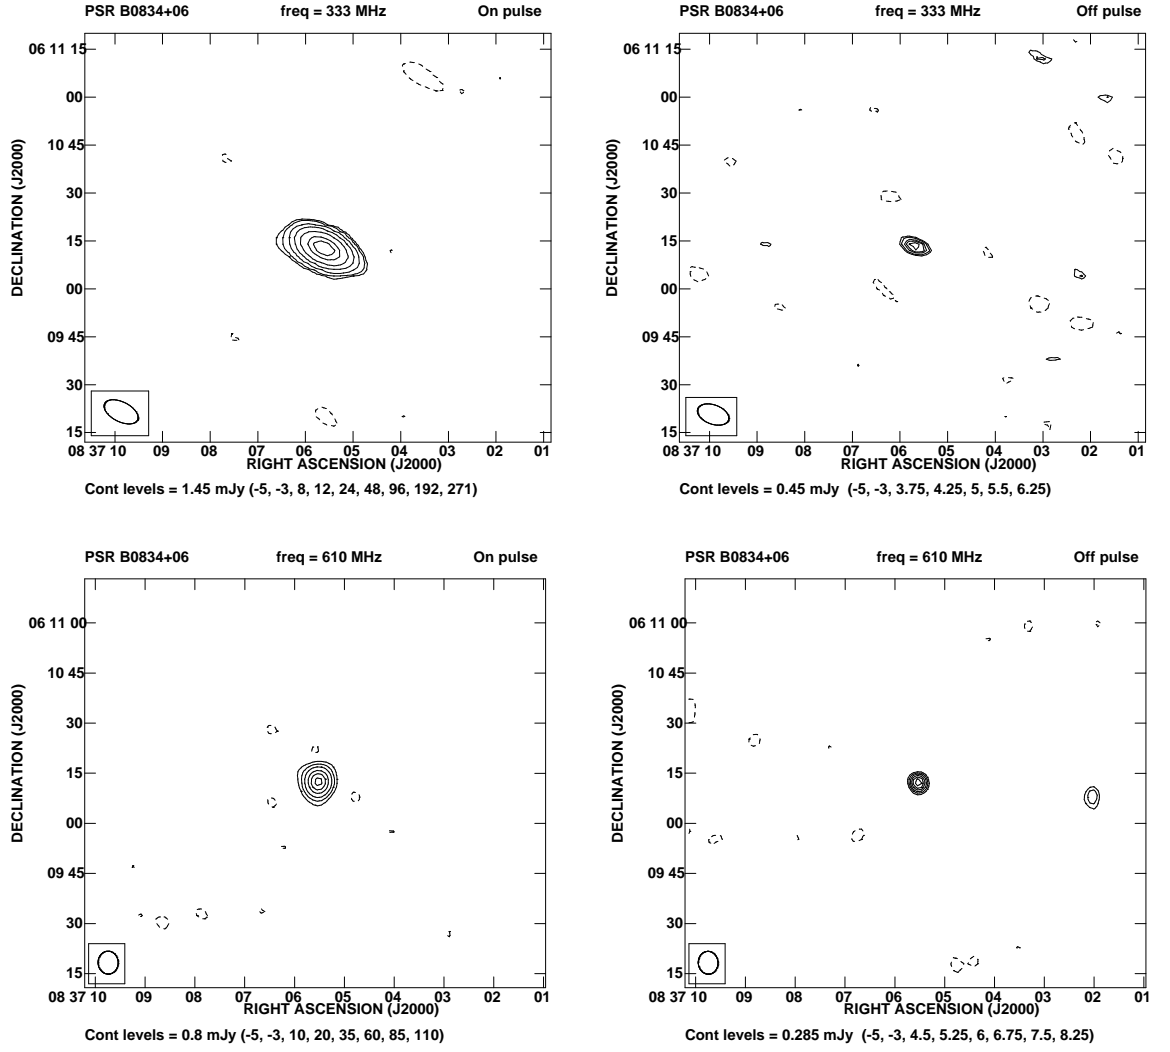 PSR B0834+06 freq = 333 MHz On pulse
DECLINATION (J2000)
06 11 15
00
10 45
30
15
00
09 45
30
15
08 37 10 09 08 07 06 05 04 03 02 01
RIGHT ASCENSION (J2000)
Cont levels = 1.45 mJy (-5, -3, 8, 12, 24, 48, 96, 192, 271)
PSR B0834+06 freq = 333 MHz Off pulse
DECLINATION (J2000)
06 11 15
00
10 45
30
15
00
09 45
30
15
08 37 10 09 08 07 06 05 04 03 02 01
RIGHT ASCENSION (J2000)
Cont levels = 0.45 mJy (-5, -3, 3.75, 4.25, 5, 5.5, 6.25)
PSR B0834+06 freq = 610 MHz On pulse
DECLINATION (J2000)
06 11 00
10 45
30
15
00
09 45
30
15
08 37 10 09 08 07 06 05 04 03 02 01
RIGHT ASCENSION (J2000)
Cont levels = 0.8 mJy (-5, -3, 10, 20, 35, 60, 85, 110)
PSR B0834+06 freq = 610 MHz Off pulse
DECLINATION (J2000)
06 11 00
10 45
30
15
00
09 45
30
15
08 37 10 09 08 07 06 05 04 03 02 01
RIGHT ASCENSION (J2000)
Cont levels = 0.285 mJy (-5, -3, 4.5, 5.25, 6, 6.75, 7.5, 8.25)